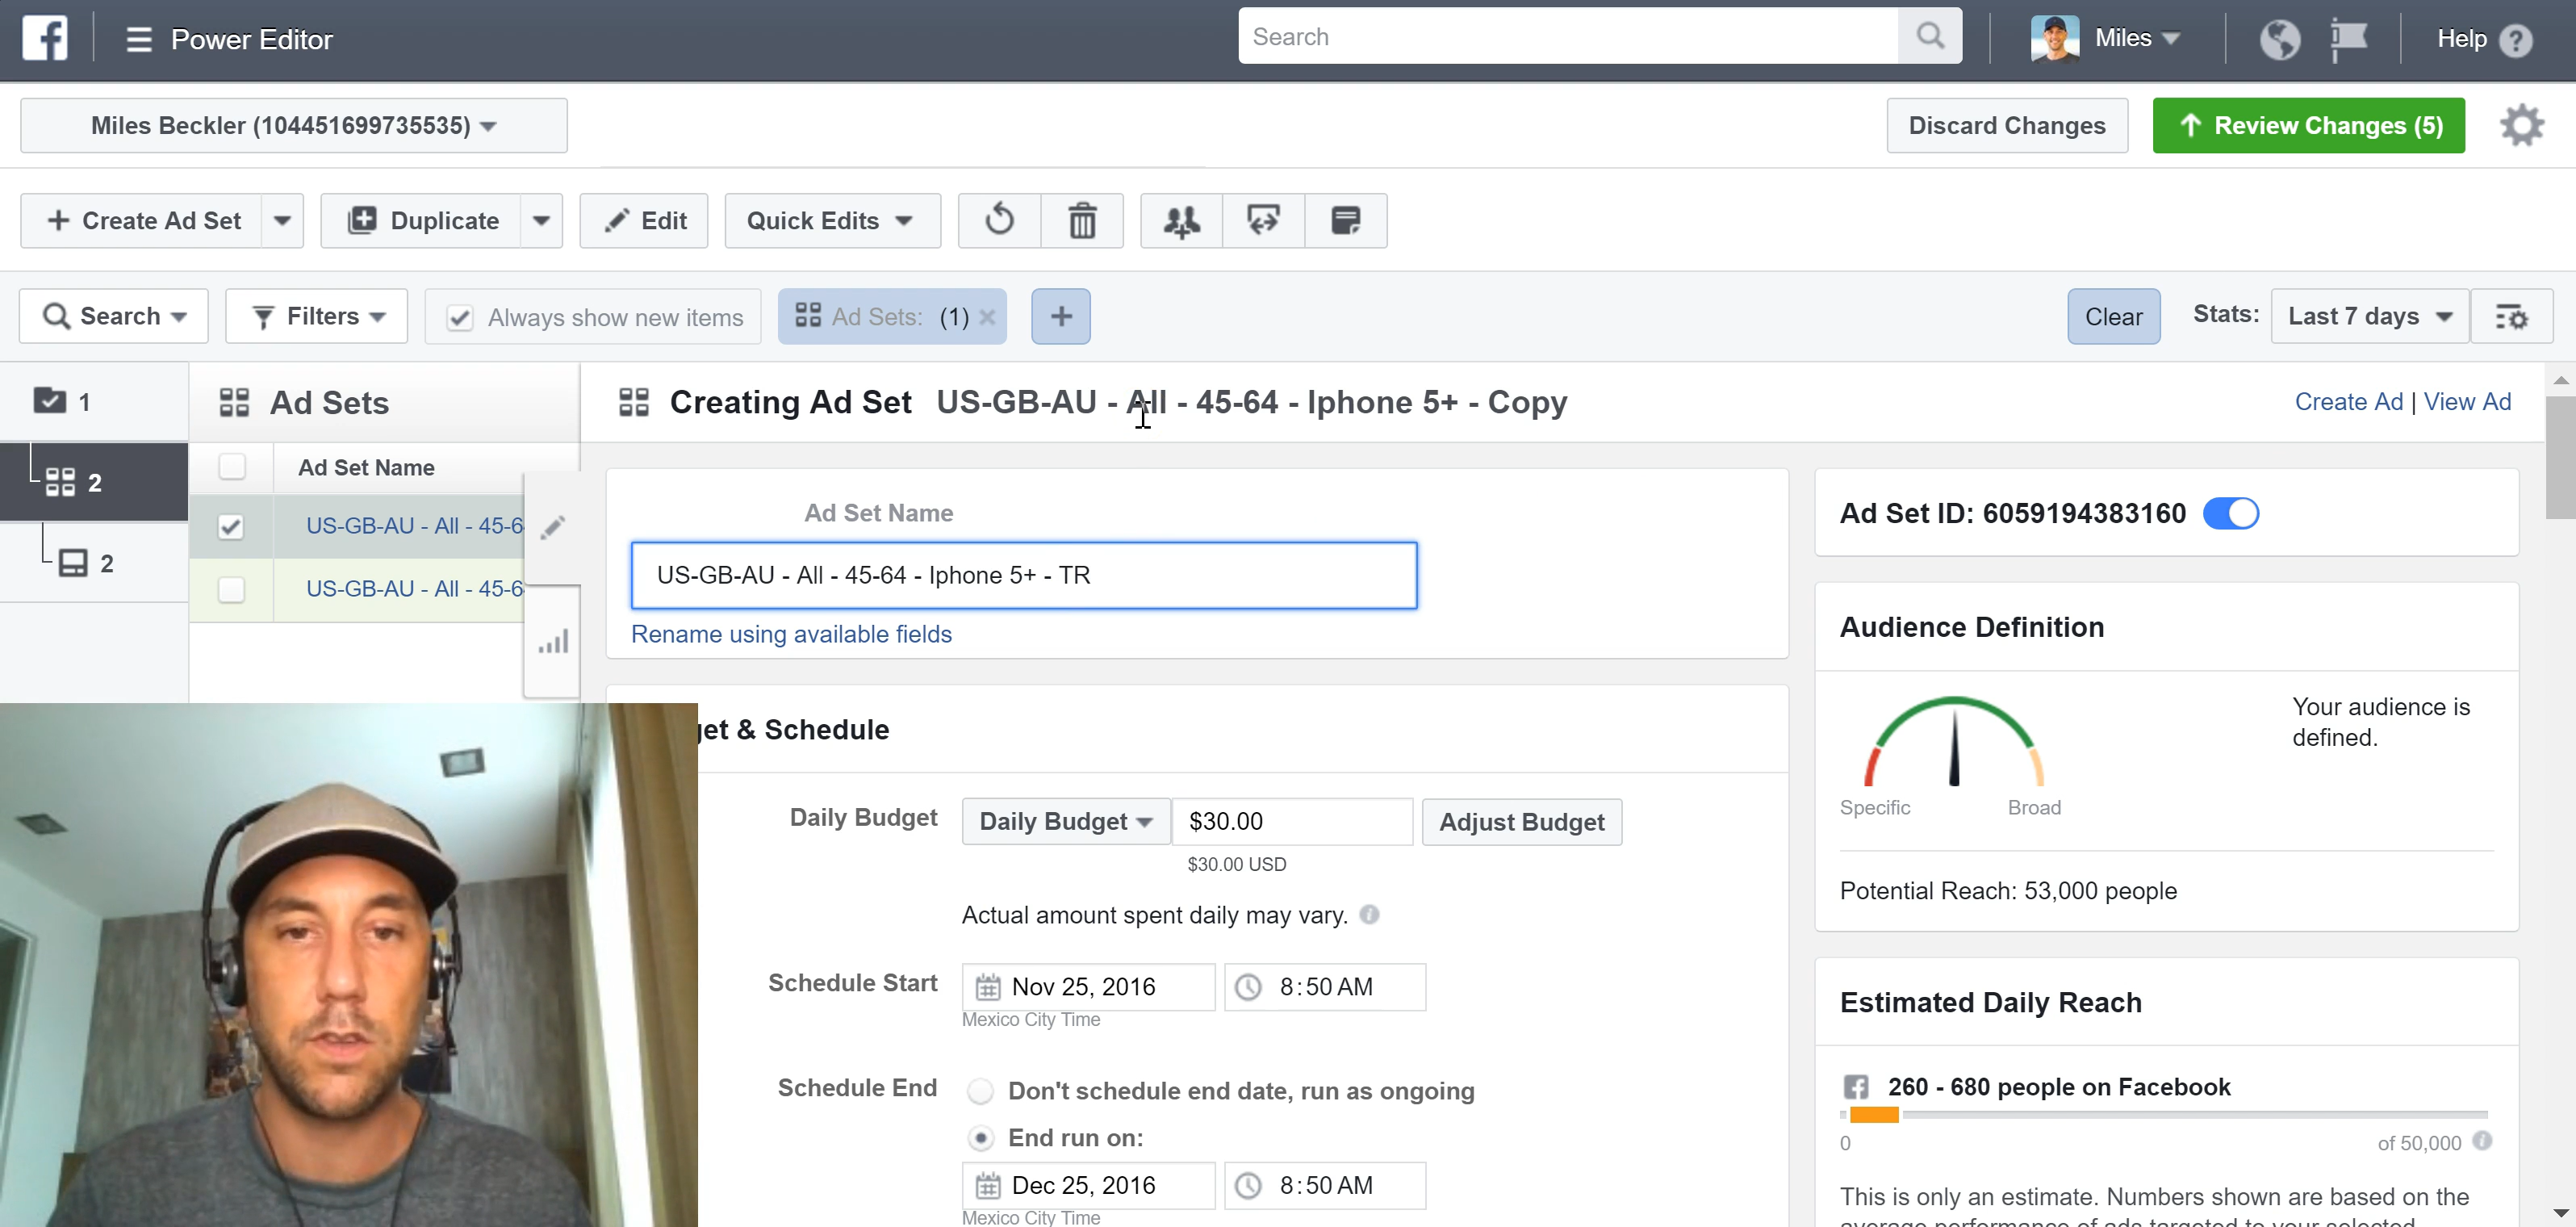 Power Editor
Search
Miles
Help
Miles Beckler (104451699735535)
Discard Changes
Review Changes (5)
Create Ad Set
Duplicate
Edit
Quick Edits
Search
Filters
Always show new items
Ad Sets: (1)
Clear
Stats:
Last 7 days
1
2
2
Ad Sets
Ad Set Name
US-GB-AU - All - 45-6
US-GB-AU - All - 45-6
Creating Ad Set US-GB-AU - All - 45-64 - Iphone 5+ - Copy
Create Ad | View Ad
Ad Set Name
US-GB-AU - All - 45-64 - Iphone 5+ - TR
Rename using available fields
get & Schedule
Daily Budget
Daily Budget
$30.00
Adjust Budget
$30.00 USD
Actual amount spent daily may vary.
Schedule Start
Nov 25, 2016
8:50 AM
Mexico City Time
Schedule End
Don't schedule end date, run as ongoing
End run on:
Dec 25, 2016
8:50 AM
Mexico City Time
Ad Set ID: 6059194383160
Audience Definition
Your audience is
defined.
Specific
Broad
Potential Reach: 53,000 people
Estimated Daily Reach
260 - 680 people on Facebook
0
of 50,000
This is only an estimate. Numbers shown are based on the
average performance of ads targeted to your selected